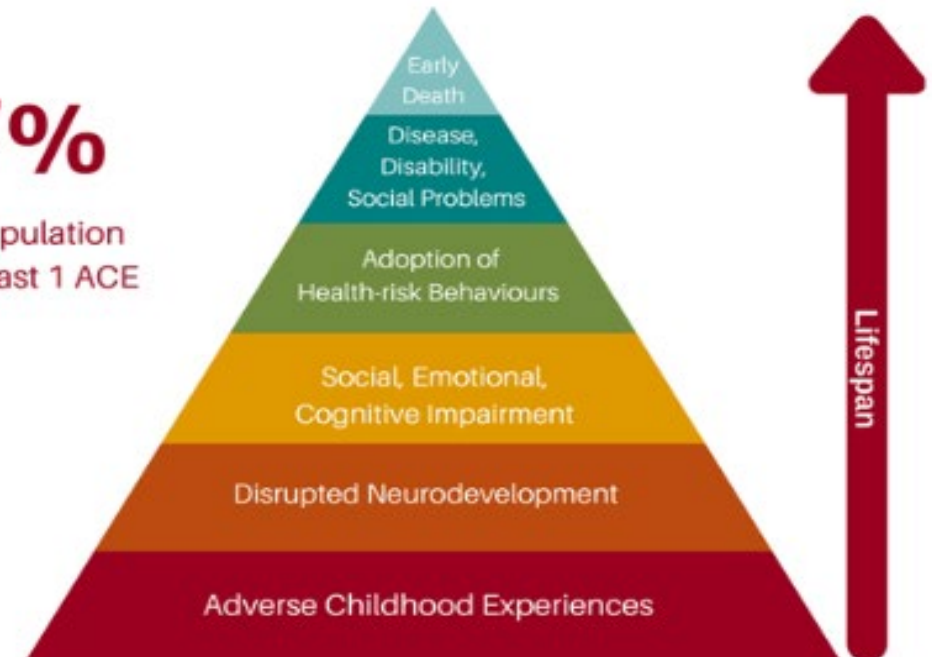 %
ast 1 ACE
Early
Death
Disease,
Disability,
Social Problems
Adoption of
Health-risk Behaviours
Social, Emotional,
Cognitive Impairment
Disrupted Neurodevelopment
Adverse Childhood Experiences
Lifespan